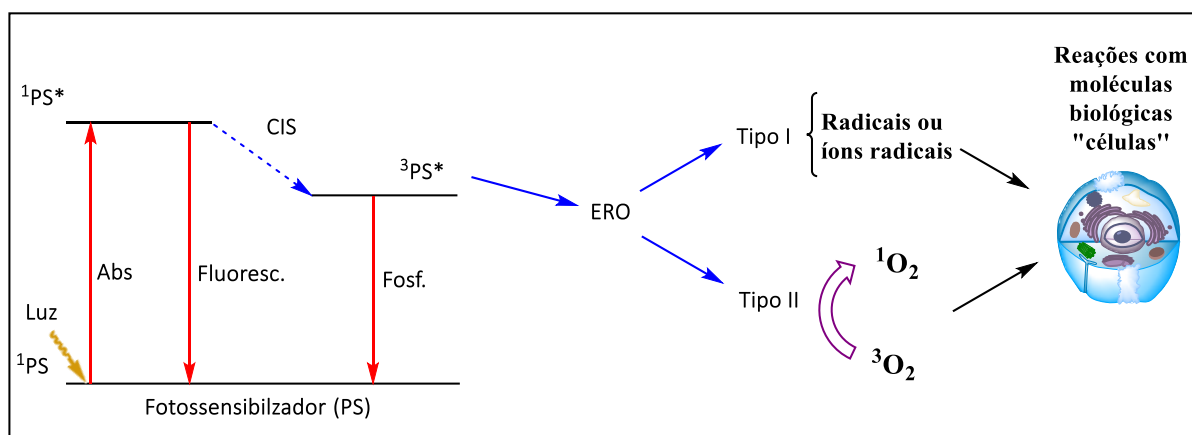 ¹PS*
CIS
³PS*
Abs
Fluoresc.
Fosf.
Luz
¹PS
Fotossensibilzador (PS)
ERO
Tipo I
Radicais ou
íons radicais
Tipo II
¹O₂
³O₂
Reações com
moléculas
biológicas
"células"